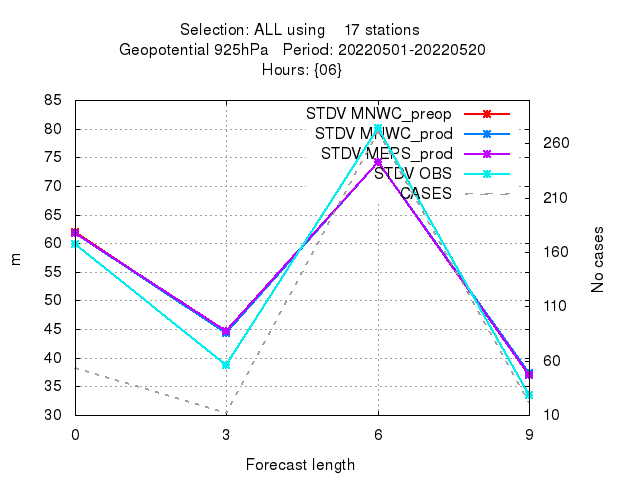 Selection: ALL using 17 stations
Geopotential 925hPa Period: 20220501-20220520
Hours: {06}
85
80
75
70
65
60
55
50
45
40
35
30
m
STDV MNWC_preop
STDV MNWC_prod
STDV MEPS_prod
STDV OBS
CASES
260
210
160
110
60
10
No cases
0 3 6 9
Forecast length